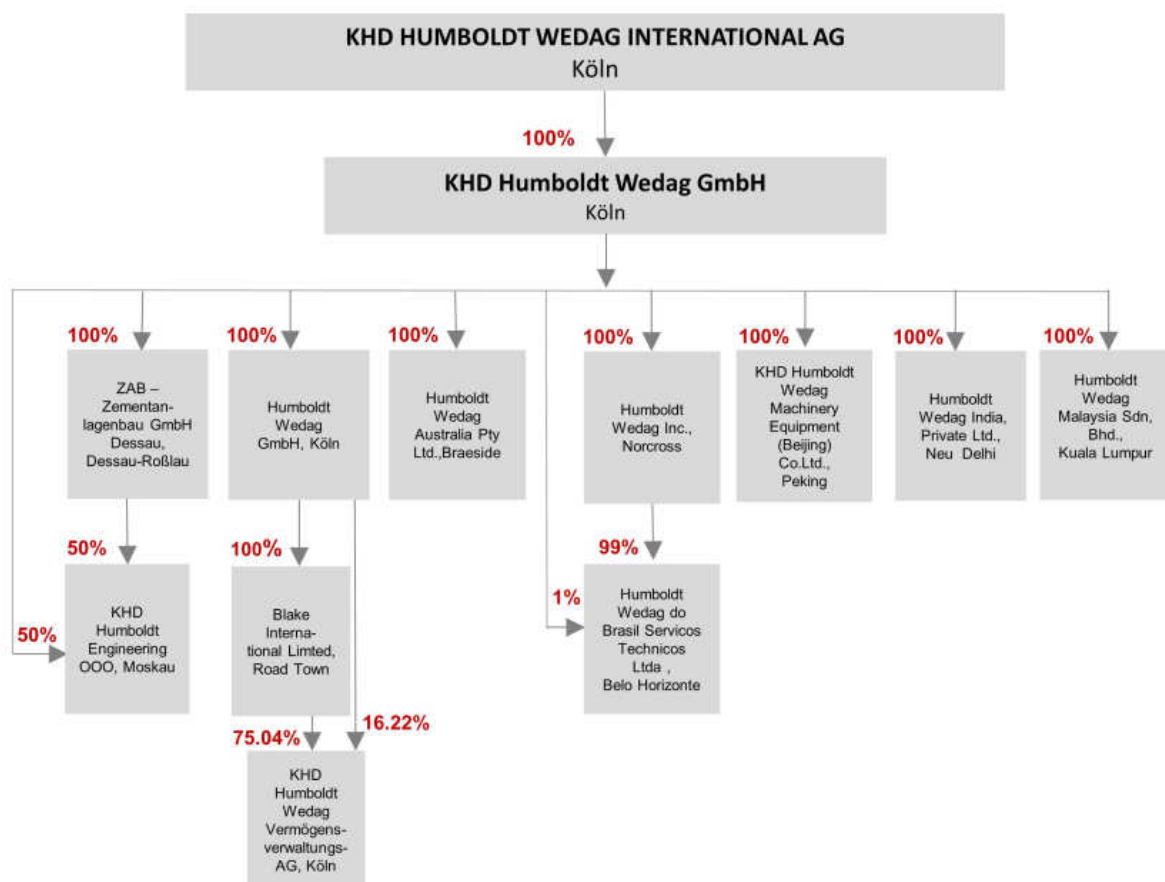 KHD HUMBOLDT WEDAG INTERNATIONAL AG
Köln
100%
KHD Humboldt Wedag GmbH
Köln
100%
ZAB –
Zementan-
lagenbau GmbH
Dessau,
Dessau-Roßlau
100%
Humboldt
Wedag
GmbH, Köln
100%
Humboldt
Wedag
Australia Pty
Ltd.,Braeside
100%
Humboldt
Wedag Inc.,
Norcross
100%
KHD Humboldt
Wedag
Machinery
Equipment
(Beijing)
Co.Ltd.,
Peking
100%
Humboldt
Wedag India,
Private Ltd.,
Neu Delhi
100%
Humboldt
Wedag
Malaysia Sdn,
Bhd.,
Kuala Lumpur
50%
50%
KHD
Humboldt
Engineering
OOO, Moskau
100%
Blake
Interna-
tional Limted,
Road Town
99%
1%
Humboldt
Wedag do
Brasil Servicos
Technicos
Ltda ,
Belo Horizonte
75.04%
16.22%
KHD
Humboldt
Wedag
Vermögens-
verwaltungs-
AG, Köln